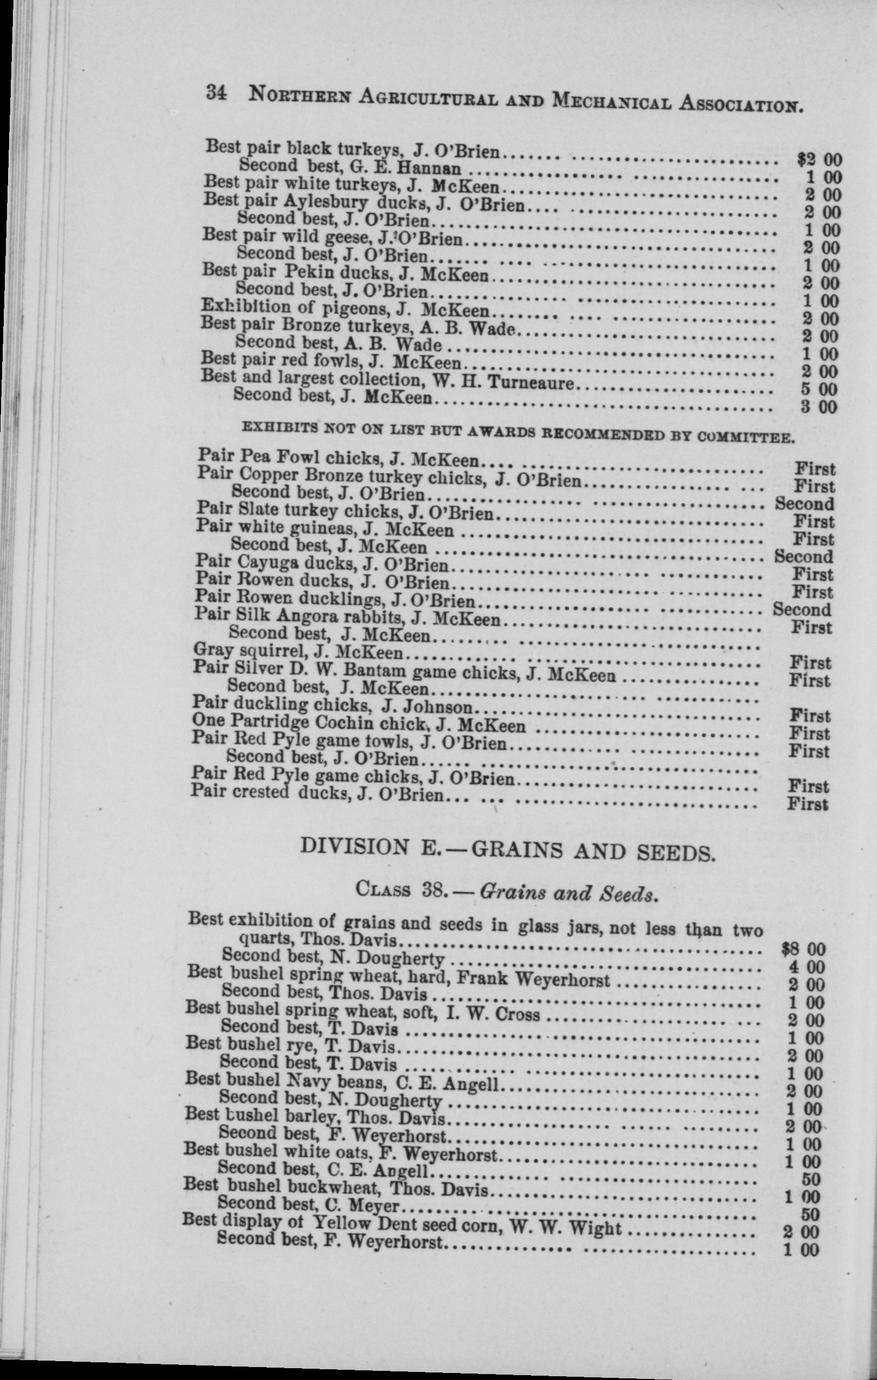 34 NORTHERN AGRICULTURAL AND MECHANICAL ASSOCIATION.
Best pair black turkeys, J. O'Brien........ $2 00
Second best, G. E. Hannan ........ 1 00
Best pair white turkeys, J. McKeen........ 2 00
Best pair Aylesbury ducks, J. O'Brien........ 2 00
Second best, J. O'Brien........ 1 00
Best pair wild geese, J. O'Brien........ 2 00
Second best, J. O'Brien........ 1 00
Best pair Pekin ducks, J. McKeen........ 2 00
Second best, J. O'Brien........ 1 00
Exhibition of pigeons, J. McKeen........ 2 00
Best pair Bronze turkeys, A. B. Wade........ 2 00
Second best, A. B. Wade ........ 1 00
Best pair red fowls, J. McKeen........ 2 00
Best and largest collection, W. H. Turneaure........ 5 00
Second best, J. McKeen........ 3 00
EXHIBITS NOT ON LIST BUT AWARDS RECOMMENDED BY COMMITTEE.
Pair Pea Fowl chicks, J. McKeen........ First
Pair Copper Bronze turkey chicks, J. O'Brien........ First
Second best, J. O'Brien........ Second
Pair Slate turkey chicks, J. O'Brien........ First
Pair white guineas, J. McKeen ........ First
Second best, J. McKeen ........ Second
Pair Cayuga ducks, J. O'Brien........ First
Pair Rowen ducks, J. O'Brien........ First
Pair Rowen ducklings, J. O'Brien........ Second
Pair Silk Angora rabbits, J. McKeen........ First
Second best, J. McKeen........
Gray squirrel, J. McKeen........ First
Pair Silver D. W. Bantam game chicks, J. McKeen ........ First
Second best, J. McKeen........
Pair duckling chicks, J. Johnson........ First
One Partridge Cochin chick, J. McKeen ........ First
Pair Red Pyle game fowls, J. O'Brien........ First
Second best, J. O'Brien........
Pair Red Pyle game chicks, J. O'Brien........ First
Pair crested ducks, J. O'Brien........ First
DIVISION E.—GRAINS AND SEEDS.
CLASS 38.—Grains and Seeds.
Best exhibition of grains and seeds in glass jars, not less than two
quarts, Thos. Davis........ $8 00
Second best, N. Dougherty ........ 4 00
Best bushel spring wheat, hard, Frank Weyerhorst ........ 2 00
Second best, Thos. Davis ........ 1 00
Best bushel spring wheat, soft, I. W. Cross ........ 2 00
Second best, T. Davis ........ 1 00
Best bushel rye, T. Davis........ 2 00
Second best, T. Davis ........ 1 00
Best bushel Navy beans, C. E. Angell........ 2 00
Second best, N. Dougherty ........ 1 00
Best bushel barley, Thos. Davis........ 2 00
Second best, F. Weyerhorst........ 1 00
Best bushel white oats, F. Weyerhorst........ 1 00
Second best, C. E. Angell........ 50
Best bushel buckwheat, Thos. Davis........ 1 00
Second best, C. Meyer........ 50
Best display of Yellow Dent seed corn, W. W. Wight ........ 2 00
Second best, F. Weyerhorst........ 1 00